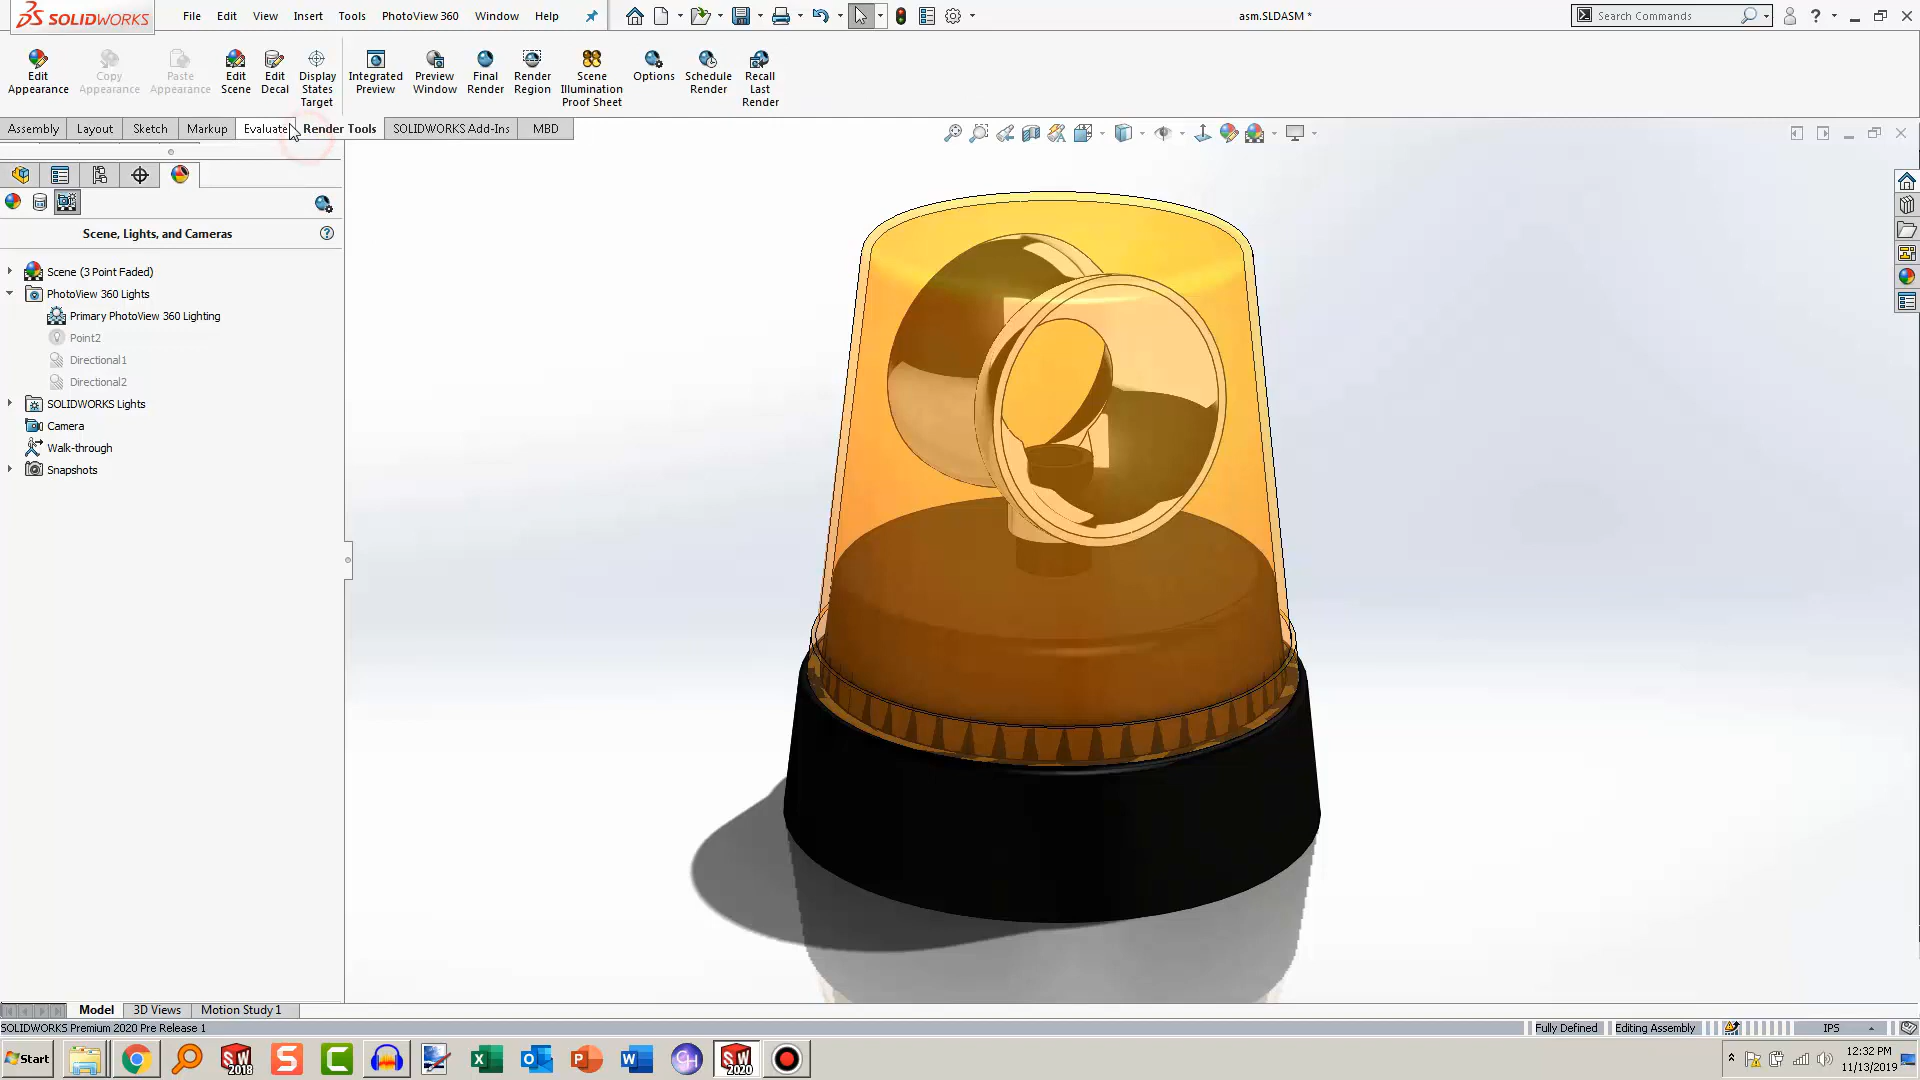 SOLIDWORKS File Edit View Insert Tools PhotoView 360 Window Help asm.SLDASM * Search Commands ?
Edit Appearance
Copy Appearance
Paste Appearance
Edit Scene
Edit Decal
Display States Target
Integrated Preview
Preview Window
Final Render
Render Region
Scene Illumination Proof Sheet
Options
Schedule Render
Recall Last Render
Assembly Layout Sketch Markup Evaluate Render Tools SOLIDWORKS Add-Ins MBD
Scene, Lights, and Cameras ?
Scene (3 Point Faded)
PhotoView 360 Lights
Primary PhotoView 360 Lighting
Point2
Directional1
Directional2
SOLIDWORKS Lights
Camera
Walk-through
Snapshots
Model 3D Views Motion Study 1
SOLIDWORKS Premium 2020 Pre Release 1 Fully Defined Editing Assembly IPS
Start SW 2018 S C X O P W CH SW 2020 12:32 PM
11/13/2019